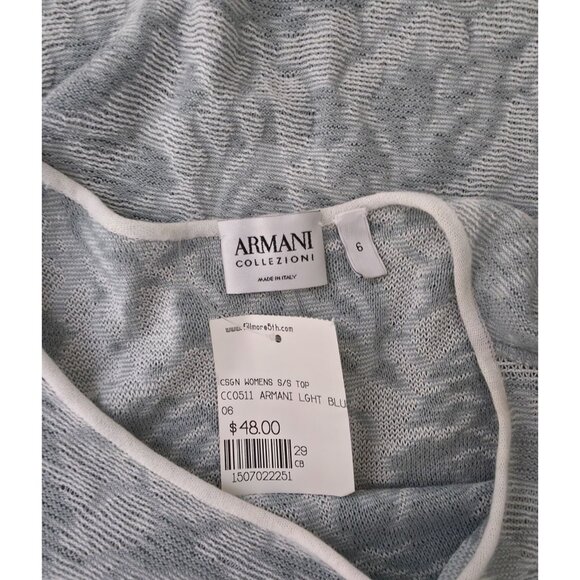 ARMANI
COLLEZIONI
MADE IN ITALY
6
www.fillmore5th.com
CSGN WOMENS S/S TOP
CC0511 ARMANI LGHT BLU
06
$48.00
29
CB
1507022251